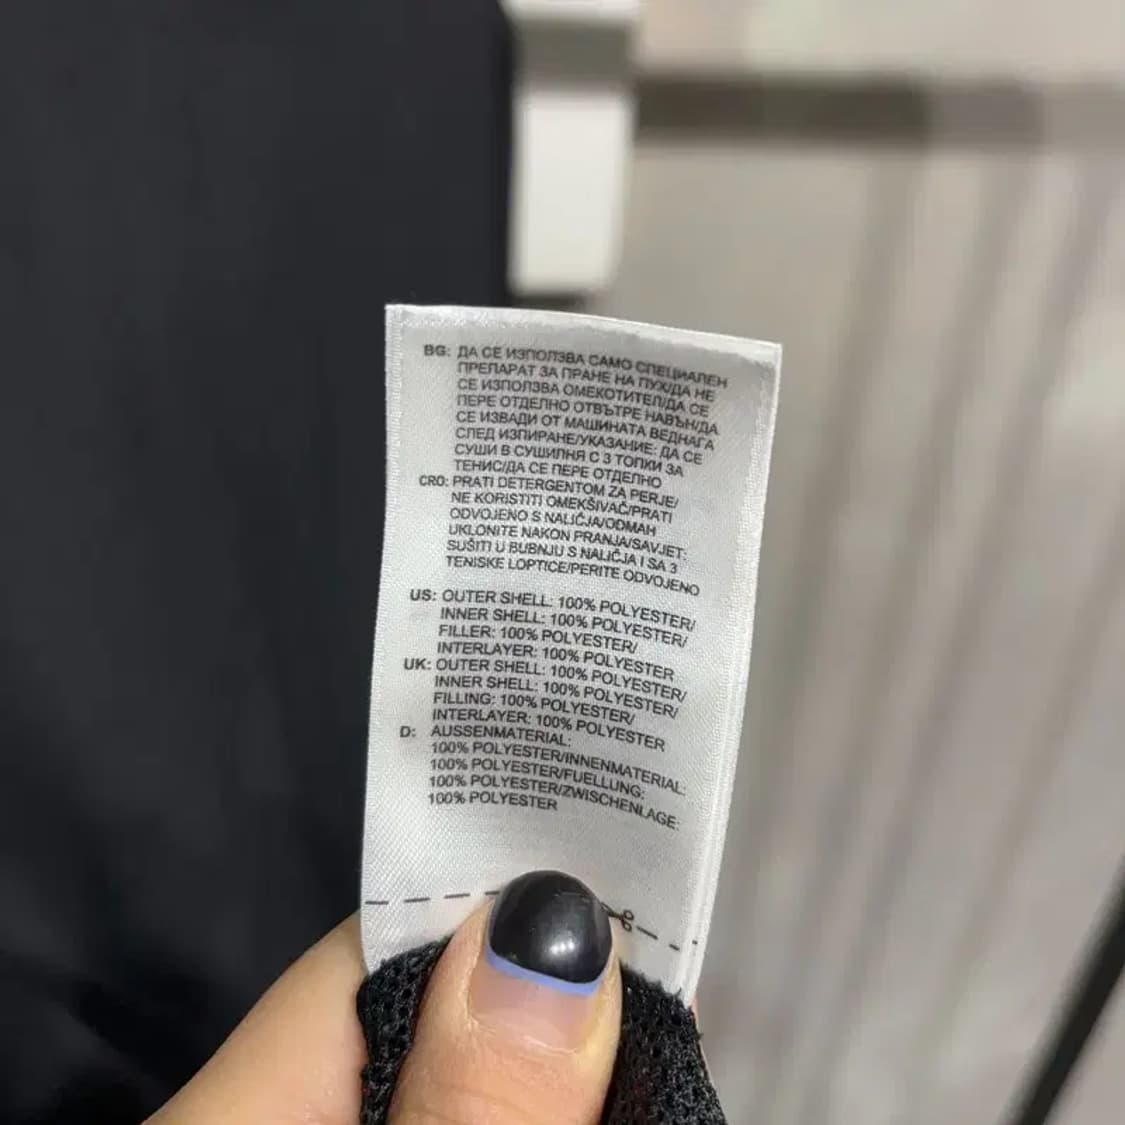 BG: ДА СЕ ИЗПОЛЗВА САМО СПЕЦИАЛЕН
ПРЕПАРАТ ЗА ПРАНЕ НА ПУХ/ДА НЕ
СЕ ИЗПОЛЗВА ОМЕКОТИТЕЛ/ДА СЕ
ПЕРЕ ОТДЕЛНО ОТВЪТРЕ НАВЪН/ДА
СЕ ИЗВАДИ ОТ МАШИНАТА ВЕДНАГА
СЛЕД ИЗПИРАНЕ/УКАЗАНИЕ: ДА СЕ
СУШИ В СУШИЛНЯ С 3 ТОПКИ ЗА
ТЕНИС/ДА СЕ ПЕРЕ ОТДЕЛНО
CRO: PRATI DETERGENTOM ZA PERJE/
NE KORISTITI OMEKŠIVAČ/PRATI
ODVOJENO S NALIČJA/ODMAH
UKLONITE NAKON PRANJA/SAVJET:
SUŠITI U BUBNJU S NALIČJA I SA 3
TENISKE LOPTICE/PERITE ODVOJENO
US: OUTER SHELL: 100% POLYESTER/
INNER SHELL: 100% POLYESTER/
FILLER: 100% POLYESTER/
INTERLAYER: 100% POLYESTER
UK: OUTER SHELL: 100% POLYESTER/
INNER SHELL: 100% POLYESTER/
FILLING: 100% POLYESTER/
INTERLAYER: 100% POLYESTER
D: AUSSENMATERIAL:
100% POLYESTER/INNENMATERIAL:
100% POLYESTER/FUELLUNG:
100% POLYESTER/ZWISCHENLAGE:
100% POLYESTER